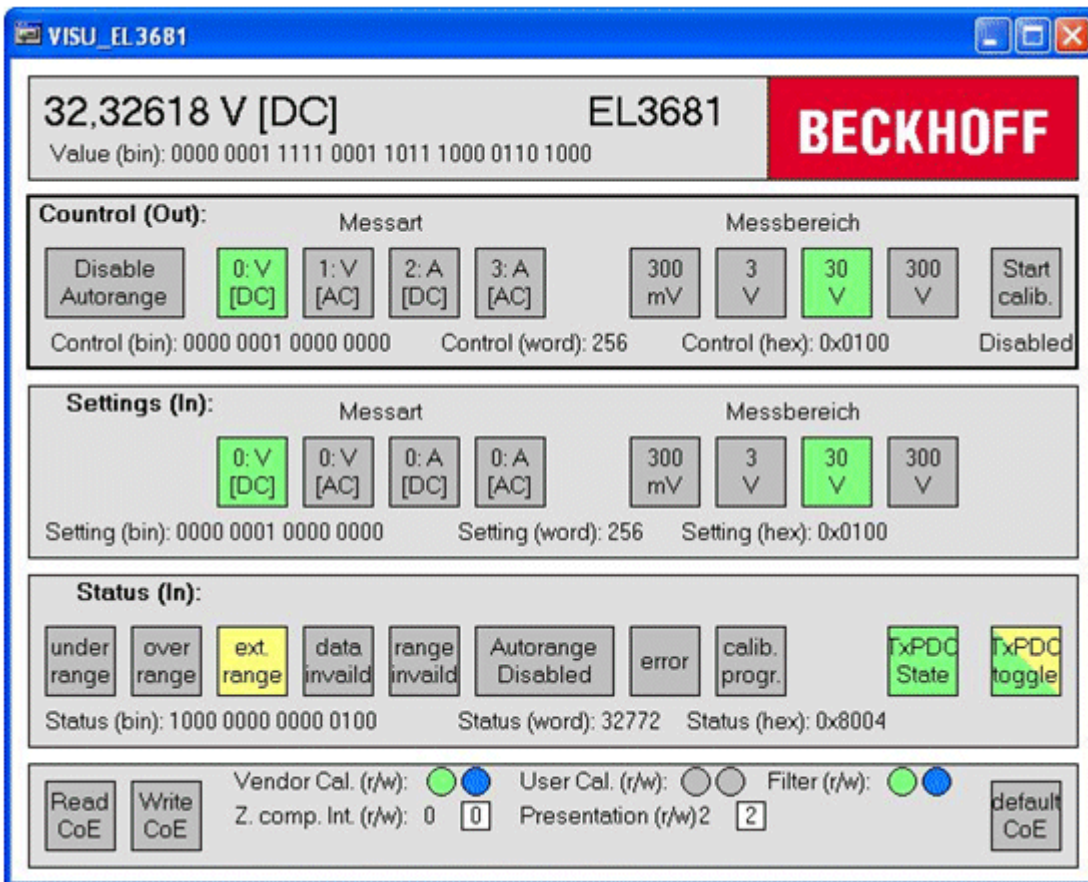 VISU_EL3681
32,32618 V [DC] EL3681 BECKHOFF
Value (bin): 0000 0001 1111 0001 1011 1000 0110 1000
Countrol (Out): Messart Messbereich
Disable 0: V 1: V 2: A 3: A 300 3 30 300 Start
Autorange [DC] [AC] [DC] [AC] mV V V V calib.
Control (bin): 0000 0001 0000 0000 Control (word): 256 Control (hex): 0x0100 Disabled
Settings (In): Messart Messbereich
0: V 0: V 0: A 0: A 300 3 30 300
[DC] [AC] [DC] [AC] mV V V V
Setting (bin): 0000 0001 0000 0000 Setting (word): 256 Setting (hex): 0x0100
Status (In):
under over ext. data range Autorange error calib. TxPDO TxPDO
range range range invaild invaild Disabled progr. State toggle
Status (bin): 1000 0000 0000 0100 Status (word): 32772 Status (hex): 0x8004
Read Write Vendor Cal. (r/w): User Cal. (r/w): Filter (r/w): default
CoE CoE Z. comp. Int. (r/w): 0 0 Presentation (r/w) 2 2 CoE